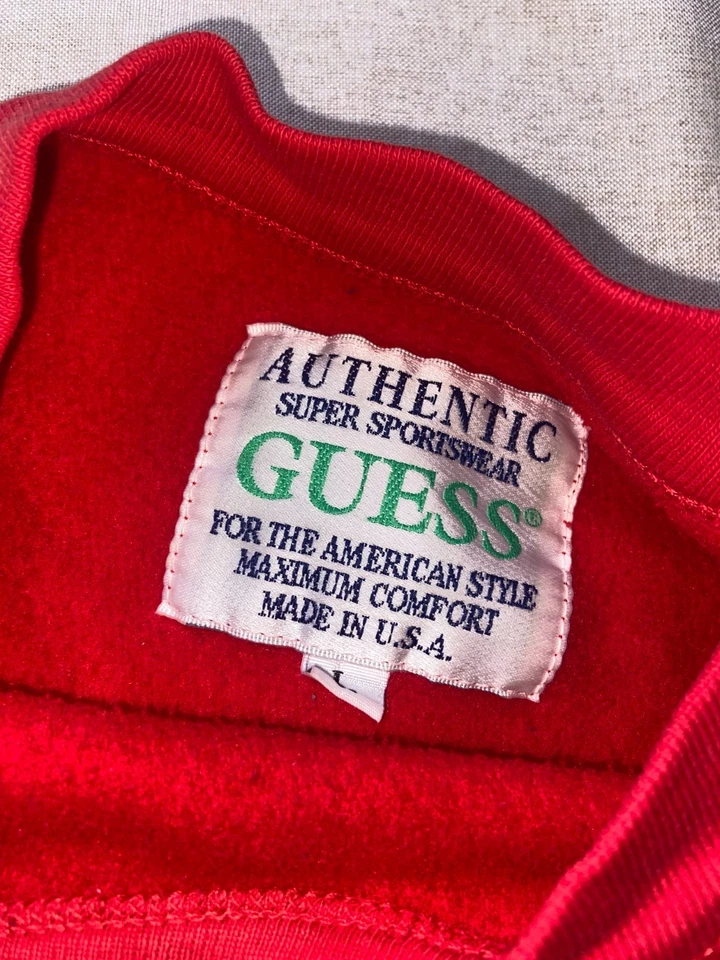 AUTHENTIC
SUPER SPORTSWEAR
GUESS®
FOR THE AMERICAN STYLE
MAXIMUM COMFORT
MADE IN U.S.A.
L